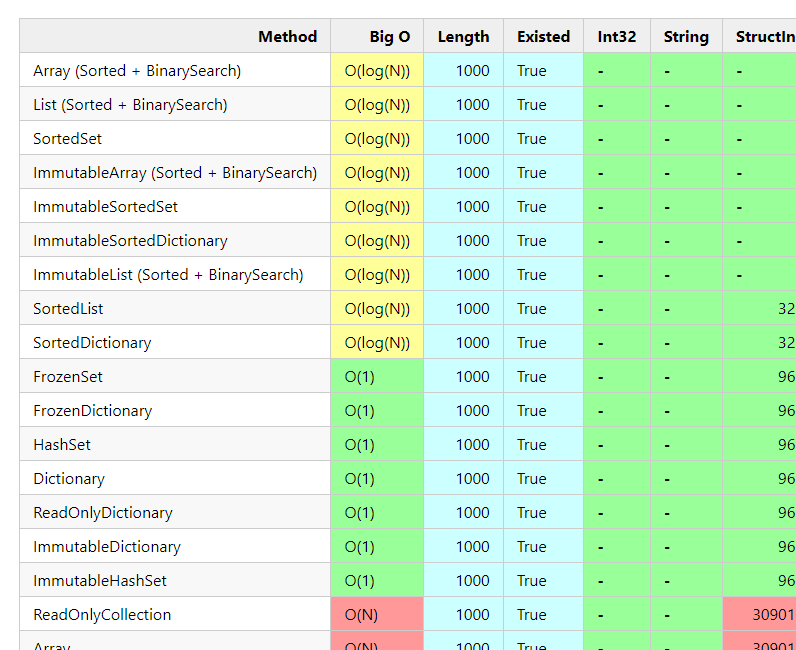 Method Big O Length Existed Int32 String StructIn
Array (Sorted + BinarySearch) O(log(N)) 1000 True - - -
List (Sorted + BinarySearch) O(log(N)) 1000 True - - -
SortedSet O(log(N)) 1000 True - - -
ImmutableArray (Sorted + BinarySearch) O(log(N)) 1000 True - - -
ImmutableSortedSet O(log(N)) 1000 True - - -
ImmutableSortedDictionary O(log(N)) 1000 True - - -
ImmutableList (Sorted + BinarySearch) O(log(N)) 1000 True - - -
SortedList O(log(N)) 1000 True - - 32
SortedDictionary O(log(N)) 1000 True - - 32
FrozenSet O(1) 1000 True - - 96
FrozenDictionary O(1) 1000 True - - 96
HashSet O(1) 1000 True - - 96
Dictionary O(1) 1000 True - - 96
ReadOnlyDictionary O(1) 1000 True - - 96
ImmutableDictionary O(1) 1000 True - - 96
ImmutableHashSet O(1) 1000 True - - 96
ReadOnlyCollection O(N) 1000 True - - 30901
Array O(N) 1000 True - - 30901